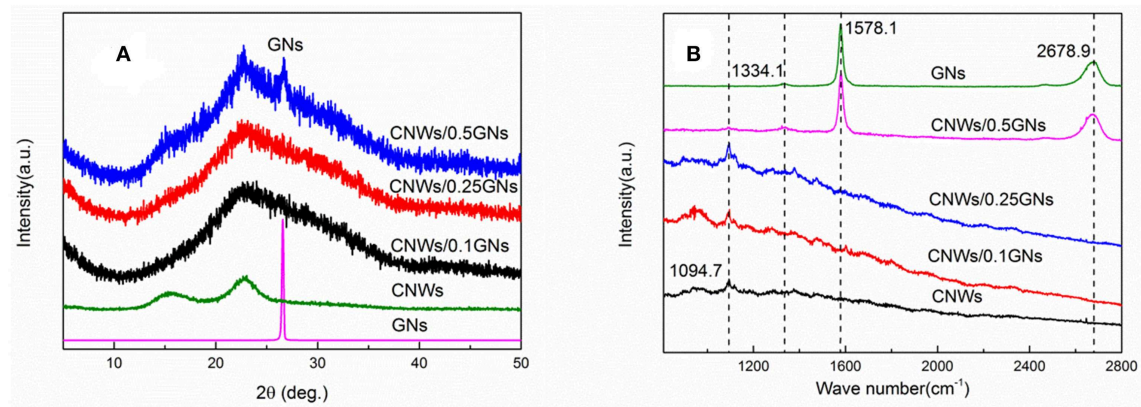 A
GNs
CNWs/0.5GNs
CNWs/0.25GNs
CNWs/0.1GNs
CNWs
GNs
Intensity(a.u.)
10 20 30 40 50
2θ (deg.)
B
1578.1
1334.1
2678.9
GNs
CNWs/0.5GNs
CNWs/0.25GNs
CNWs/0.1GNs
1094.7
CNWs
Intensity(a.u.)
1200 1600 2000 2400 2800
Wave number(cm⁻¹)